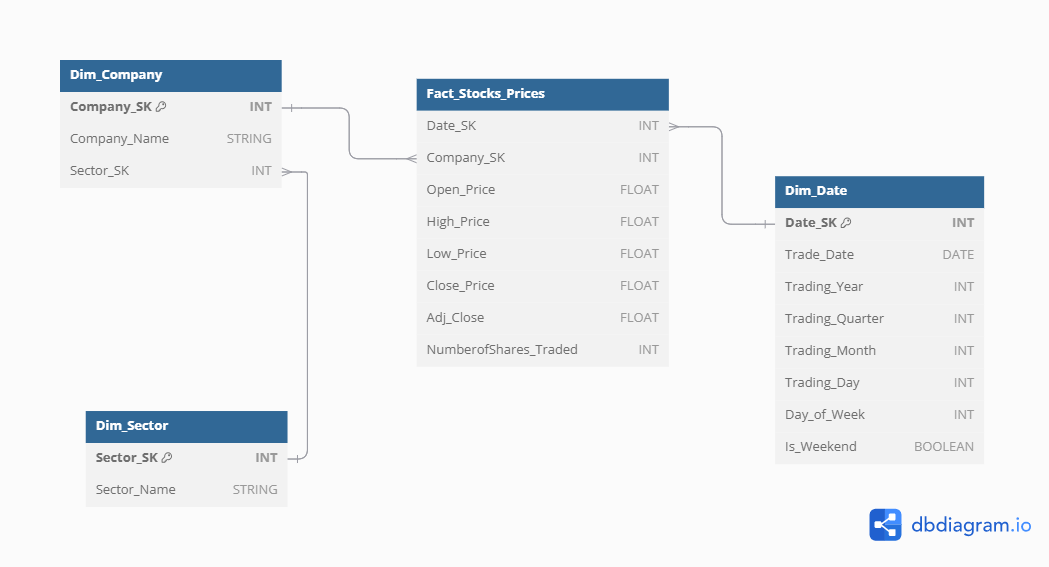 Dim_Company
Company_SK INT
Company_Name STRING
Sector_SK INT
Fact_Stocks_Prices
Date_SK INT
Company_SK INT
Open_Price FLOAT
High_Price FLOAT
Low_Price FLOAT
Close_Price FLOAT
Adj_Close FLOAT
NumberofShares_Traded INT
Dim_Date
Date_SK INT
Trade_Date DATE
Trading_Year INT
Trading_Quarter INT
Trading_Month INT
Trading_Day INT
Day_of_Week INT
Is_Weekend BOOLEAN
Dim_Sector
Sector_SK INT
Sector_Name STRING
dbdiagram.io